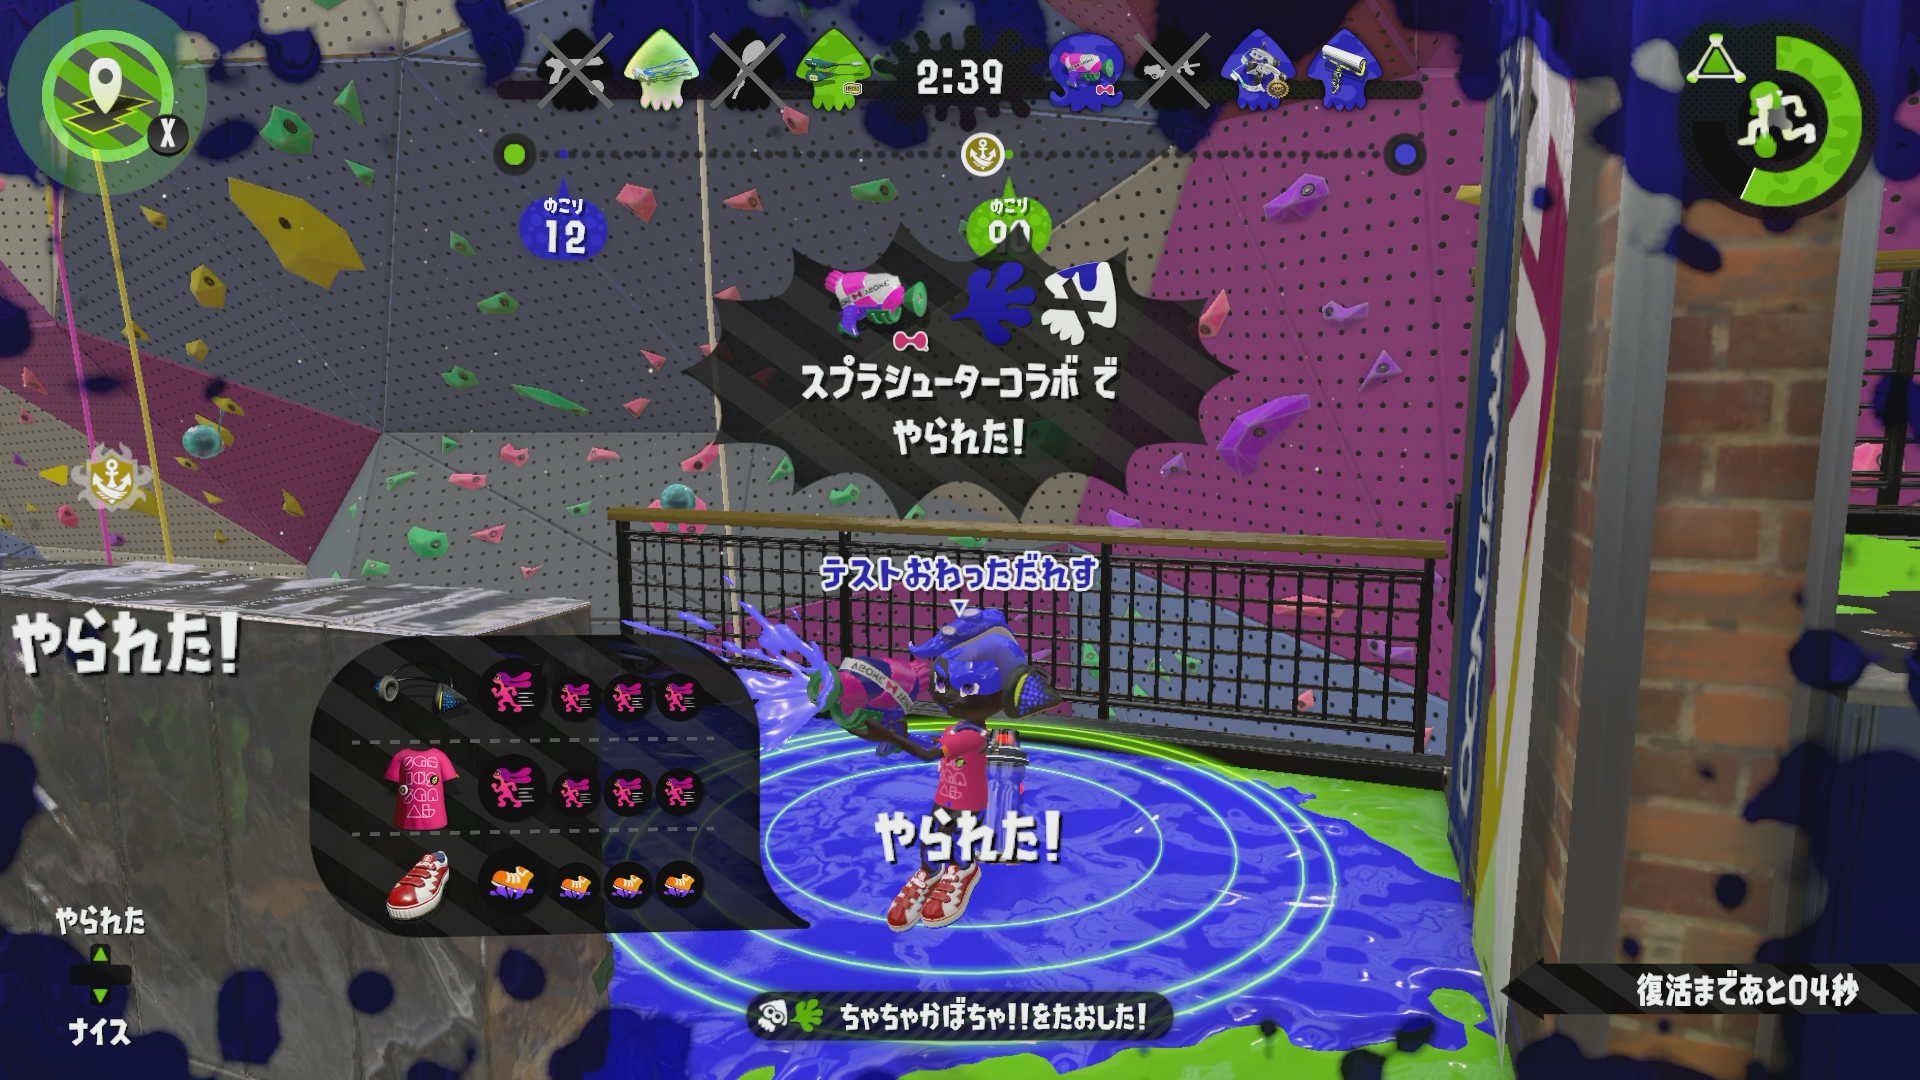 X
2:39
のこり
12
のこり
00
スプラシューターコラボ で
やられた!
テストおわっただれす
やられた!
やられた!
やられた
ナイス
ちゃちゃかぼちゃ!!をたおした!
復活まであと04秒